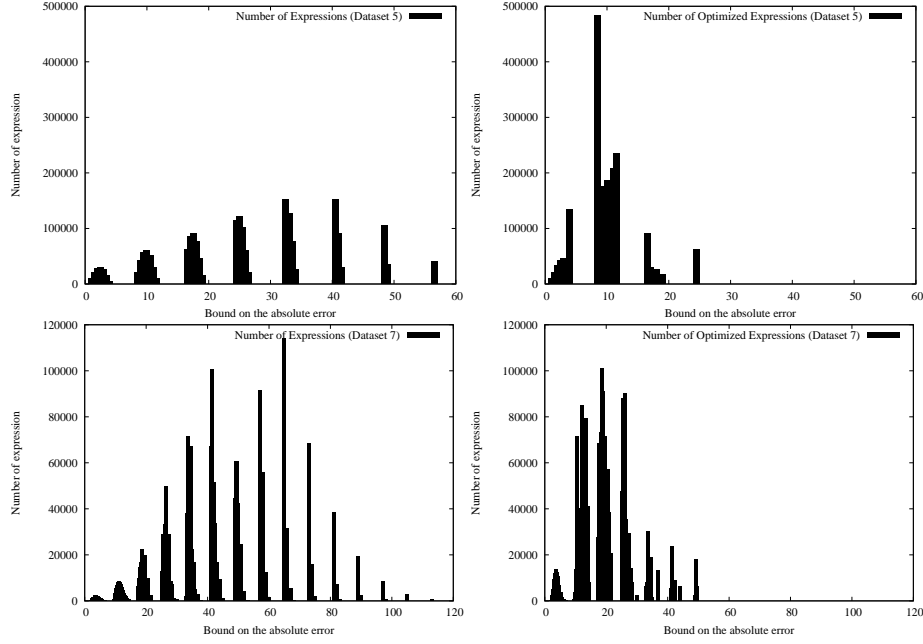 Number of Expressions (Dataset 5)
500000
400000
300000
200000
100000
0
Number of expression
0 10 20 30 40 50 60
Bound on the absolute error
Number of Optimized Expressions (Dataset 5)
500000
400000
300000
200000
100000
0
Number of expression
0 10 20 30 40 50 60
Bound on the absolute error
Number of Expressions (Dataset 7)
120000
100000
80000
60000
40000
20000
0
Number of expression
0 20 40 60 80 100 120
Bound on the absolute error
Number of Optimized Expressions (Dataset 7)
120000
100000
80000
60000
40000
20000
0
Number of expression
0 20 40 60 80 100 120
Bound on the absolute error